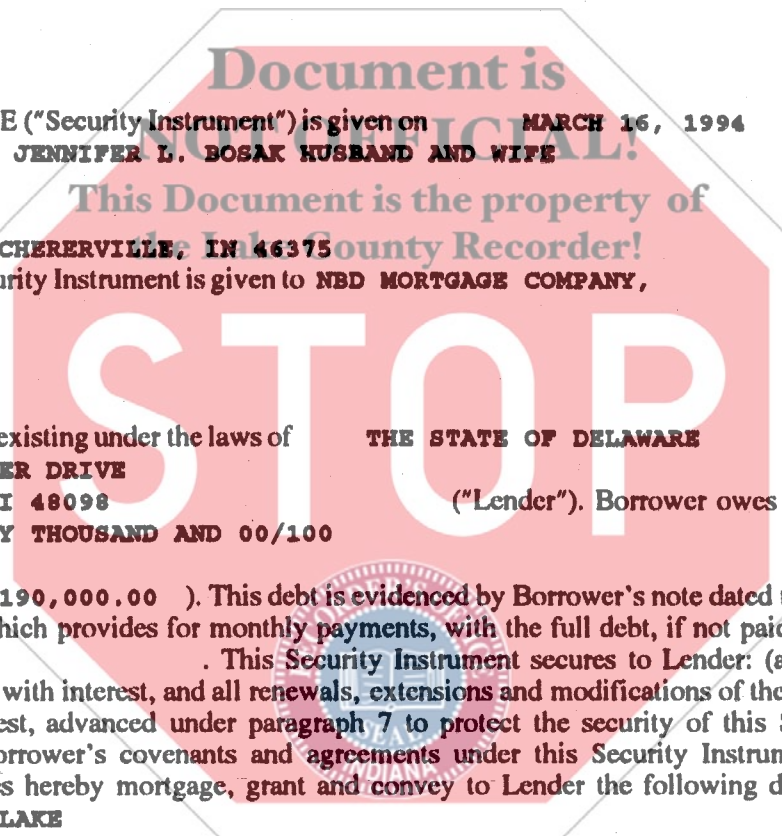 Document is
E ("Security Instrument") is given on MARCH 16, 1994
NOT OFFICIAL!
JENNIFER L. BOSAK HUSBAND AND WIFE
This Document is the property of
CHERERVILLE, IN 46375
the Lake County Recorder!
urity Instrument is given to NBD MORTGAGE COMPANY,
STOP
existing under the laws of THE STATE OF DELAWARE
ER DRIVE
I 48098 ("Lender"). Borrower owes
Y THOUSAND AND 00/100
190,000.00 ). This debt is evidenced by Borrower's note dated t
hich provides for monthly payments, with the full debt, if not paid
. This Security Instrument secures to Lender: (a
with interest, and all renewals, extensions and modifications of the
est, advanced under paragraph 7 to protect the security of this S
orrower's covenants and agreements under this Security Instrum
s hereby mortgage, grant and convey to Lender the following d
LAKE
RECORDER'S OFFICE
SEAL
INDIANA